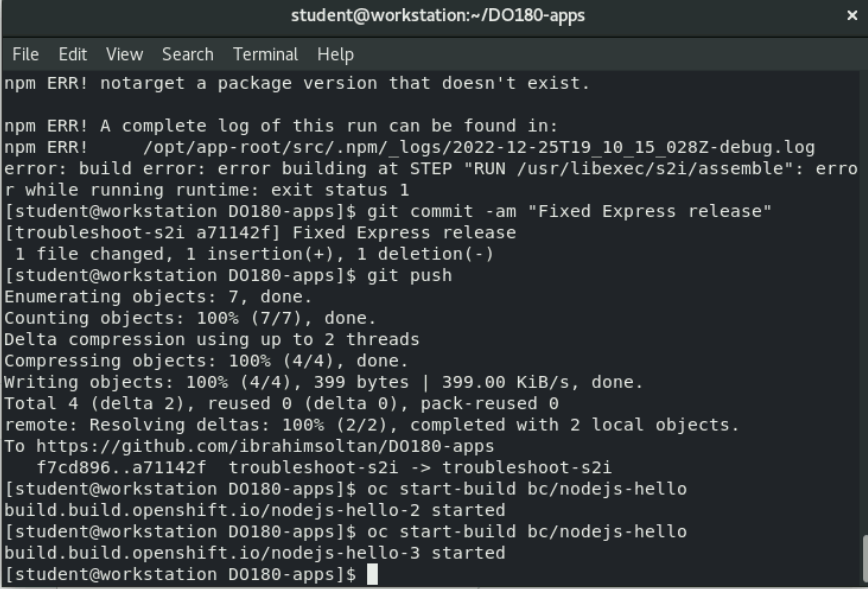 student@workstation:~/DO180-apps ×
File Edit View Search Terminal Help
npm ERR! notarget a package version that doesn't exist.
npm ERR! A complete log of this run can be found in:
npm ERR!     /opt/app-root/src/.npm/_logs/2022-12-25T19_10_15_028Z-debug.log
error: build error: error building at STEP "RUN /usr/libexec/s2i/assemble": erro
r while running runtime: exit status 1
[student@workstation DO180-apps]$ git commit -am "Fixed Express release"
[troubleshoot-s2i a71142f] Fixed Express release
 1 file changed, 1 insertion(+), 1 deletion(-)
[student@workstation DO180-apps]$ git push
Enumerating objects: 7, done.
Counting objects: 100% (7/7), done.
Delta compression using up to 2 threads
Compressing objects: 100% (4/4), done.
Writing objects: 100% (4/4), 399 bytes | 399.00 KiB/s, done.
Total 4 (delta 2), reused 0 (delta 0), pack-reused 0
remote: Resolving deltas: 100% (2/2), completed with 2 local objects.
To https://github.com/ibrahimsoltan/DO180-apps
   f7cd896..a71142f  troubleshoot-s2i -> troubleshoot-s2i
[student@workstation DO180-apps]$ oc start-build bc/nodejs-hello
build.build.openshift.io/nodejs-hello-2 started
[student@workstation DO180-apps]$ oc start-build bc/nodejs-hello
build.build.openshift.io/nodejs-hello-3 started
[student@workstation DO180-apps]$